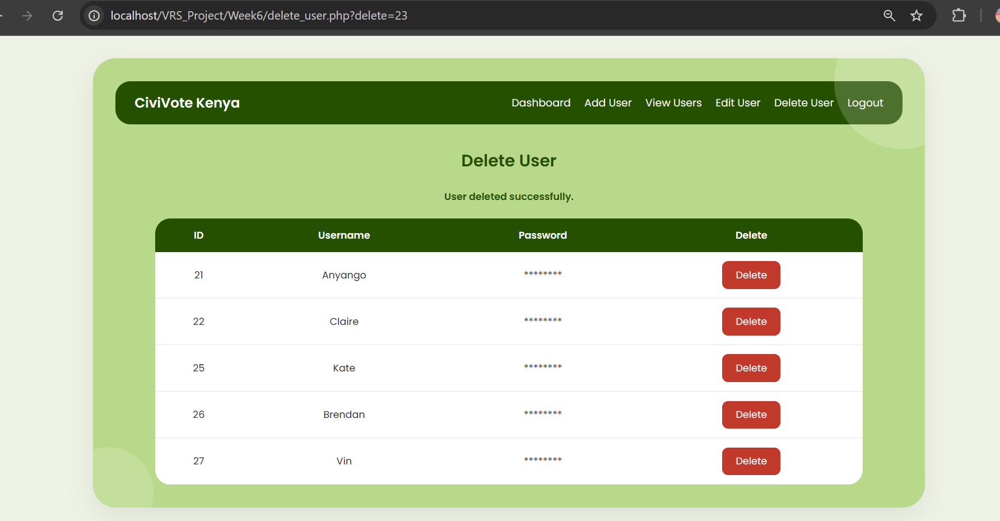 localhost/VRS_Project/Week6/delete_user.php?delete=23
CiviVote Kenya Dashboard Add User View Users Edit User Delete User Logout
Delete User
User deleted successfully.
ID Username Password Delete
21 Anyango ******** Delete
22 Claire ******** Delete
25 Kate ******** Delete
26 Brendan ******** Delete
27 Vin ******** Delete